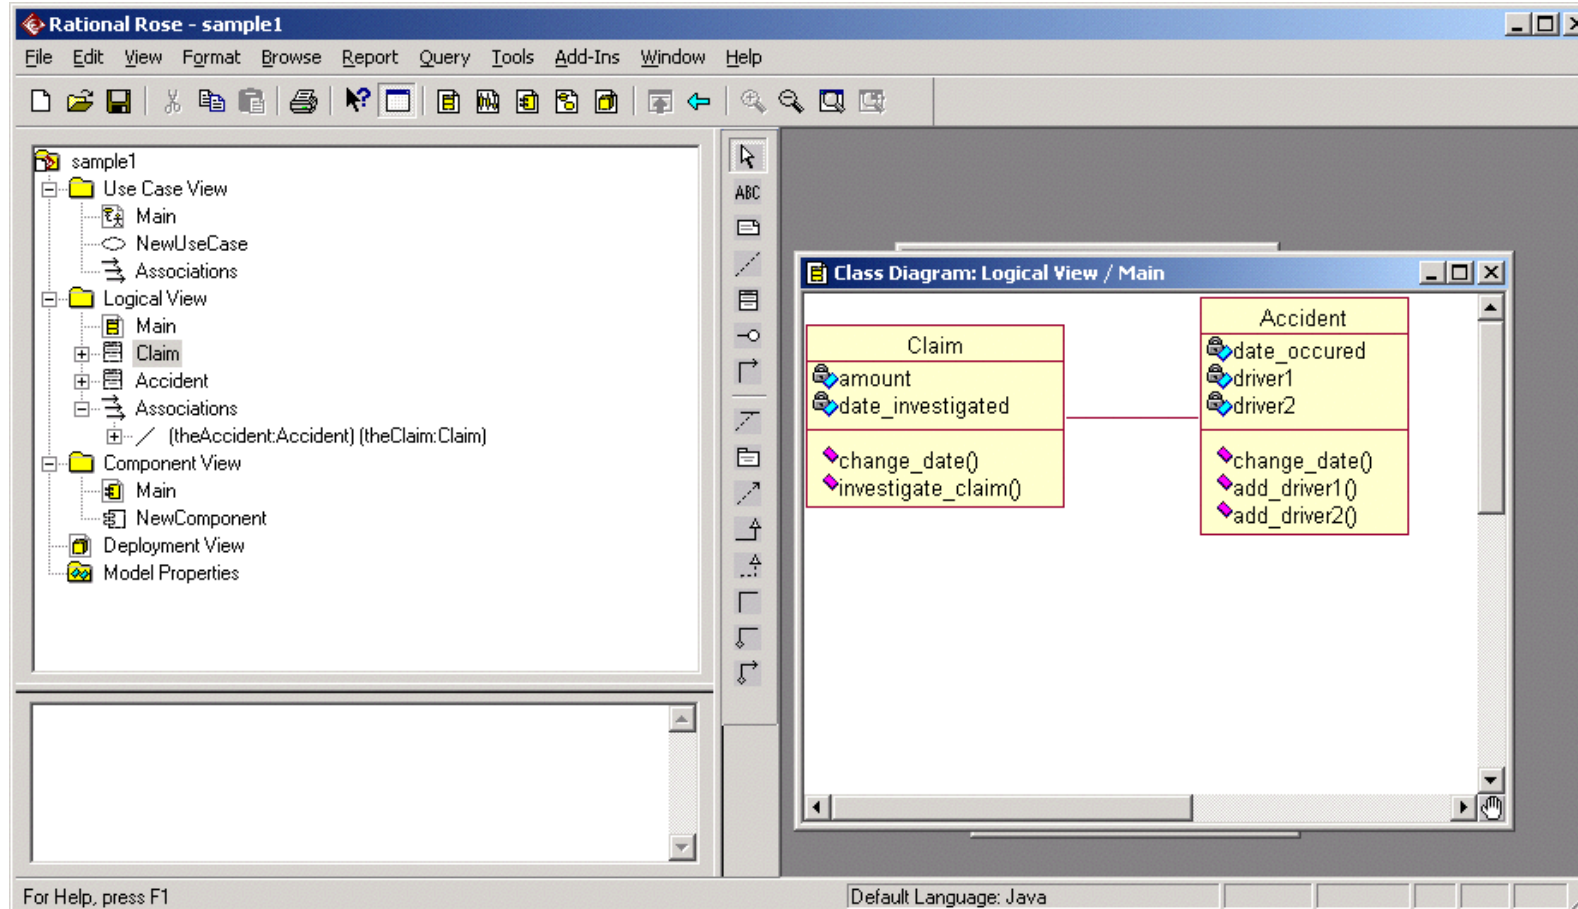 Rational Rose - sample1
File Edit View Format Browse Report Query Tools Add-Ins Window Help
sample1
Use Case View
Main
NewUseCase
Associations
Logical View
Main
Claim
Accident
Associations
(theAccident:Accident) (theClaim:Claim)
Component View
Main
NewComponent
Deployment View
Model Properties
ABC
Class Diagram: Logical View / Main
Claim
amount
date_investigated
change_date()
investigate_claim()
Accident
date_occured
driver1
driver2
change_date()
add_driver1()
add_driver2()
For Help, press F1
Default Language: Java